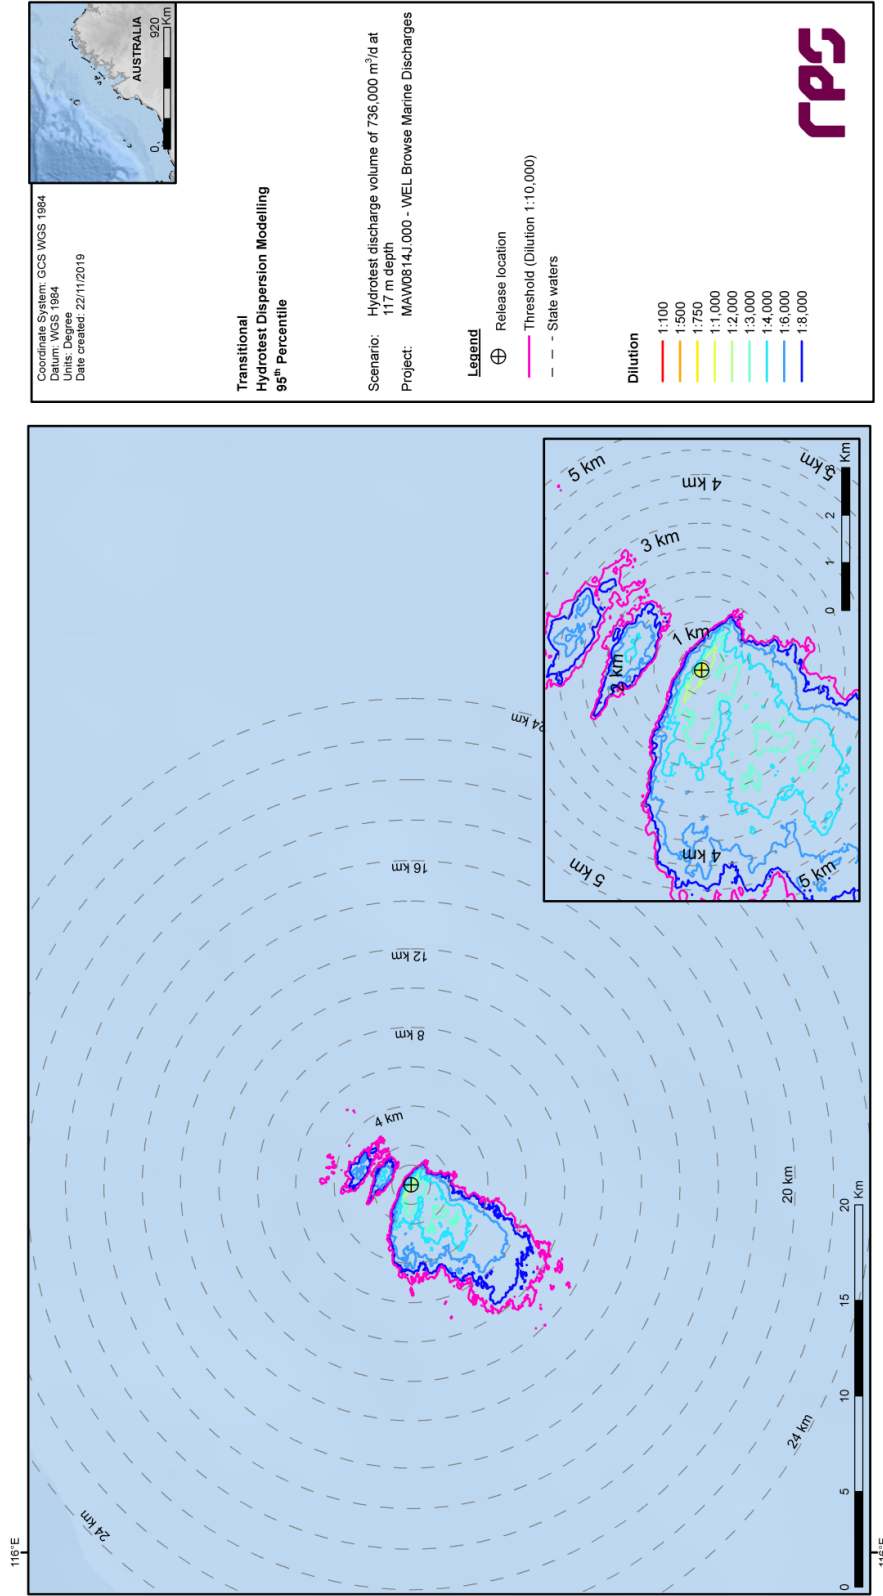 AUSTRALIA
0
920
Km
Coordinate System: GCS WGS 1984
Datum: WGS 1984
Units: Degree
Date created: 22/11/2019
Transitional
Hydrotest Dispersion Modelling
95th Percentile
Scenario: Hydrotest discharge volume of 736,000 m³/d at
117 m depth
Project: MAW0814J.000 - WEL Browse Marine Discharges
Legend
Release location
Threshold (Dilution 1:10,000)
State waters
Dilution
1:100
1:500
1:750
1:1,000
1:2,000
1:3,000
1:4,000
1:6,000
1:8,000
rps
116°E
24 km
24 km
16 km
12 km
8 km
4 km
20 km
24 km
0 5 10 15 20 Km
5 km
4 km
3 km
1 km
2 km
5 km
4 km
5 km
5 km
0 1 2 3 Km
116°E